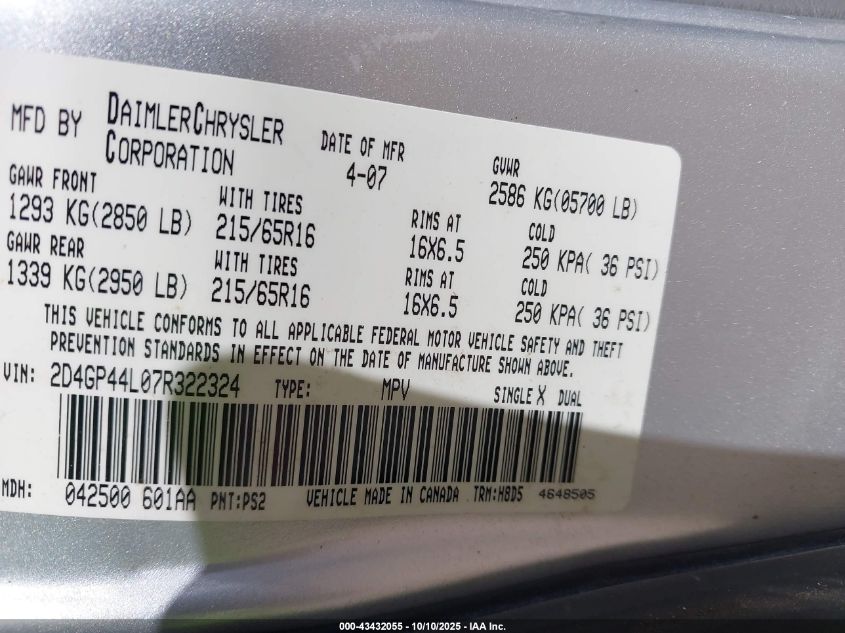 MFD BY DAIMLERCHRYSLER CORPORATION DATE OF MFR 4-07 GVWR 2586 KG(05700 LB)
GAWR FRONT WITH TIRES RIMS AT COLD
1293 KG(2850 LB) 215/65R16 16X6.5 250 KPA( 36 PSI)
GAWR REAR WITH TIRES RIMS AT COLD
1339 KG(2950 LB) 215/65R16 16X6.5 250 KPA( 36 PSI)
THIS VEHICLE CONFORMS TO ALL APPLICABLE FEDERAL MOTOR VEHICLE SAFETY AND THEFT
PREVENTION STANDARDS IN EFFECT ON THE DATE OF MANUFACTURE SHOWN ABOVE.
VIN: 2D4GP44L07R322324 TYPE: MPV SINGLE X DUAL
MDH: 042500 601AA PNT:PS2 VEHICLE MADE IN CANADA TRM:H8D5 4648505
000-43432055 - 10/10/2025 - IAA Inc.